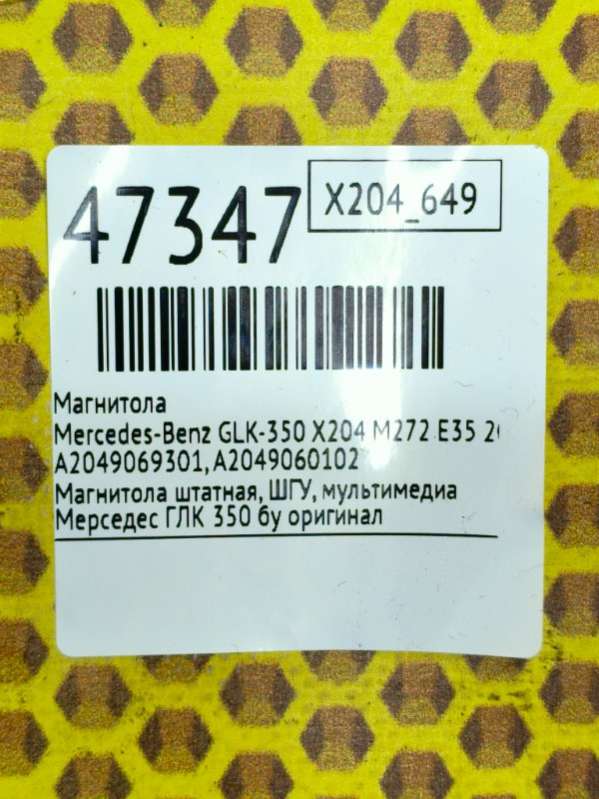 47347
X204_649
Магнитола
Mercedes-Benz GLK-350 X204 M272 E35
A2049069301, A2049060102
Магнитола штатная, ШГУ, мультимедиа
Мерседес ГЛК 350 бу оригинал